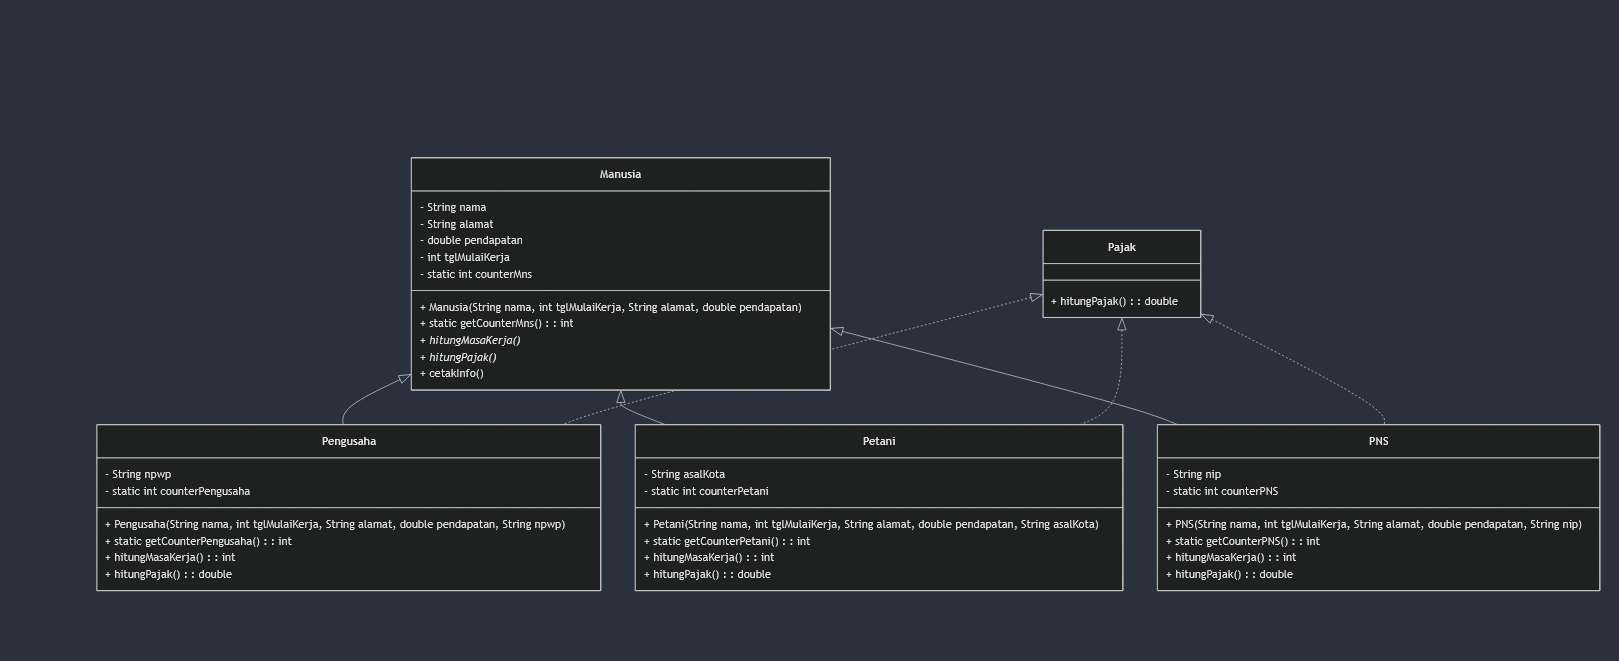 Manusia
- String nama
- String alamat
- double pendapatan
- int tglMulaiKerja
- static int counterMns
+ Manusia(String nama, int tglMulaiKerja, String alamat, double pendapatan)
+ static getCounterMns() : : int
+ hitungMasaKerja()
+ hitungPajak()
+ cetakInfo()
Pajak
+ hitungPajak() : : double
Pengusaha
- String npwp
- static int counterPengusaha
+ Pengusaha(String nama, int tglMulaiKerja, String alamat, double pendapatan, String npwp)
+ static getCounterPengusaha() : : int
+ hitungMasaKerja() : : int
+ hitungPajak() : : double
Petani
- String asalKota
- static int counterPetani
+ Petani(String nama, int tglMulaiKerja, String alamat, double pendapatan, String asalKota)
+ static getCounterPetani() : : int
+ hitungMasaKerja() : : int
+ hitungPajak() : : double
PNS
- String nip
- static int counterPNS
+ PNS(String nama, int tglMulaiKerja, String alamat, double pendapatan, String nip)
+ static getCounterPNS() : : int
+ hitungMasaKerja() : : int
+ hitungPajak() : : double